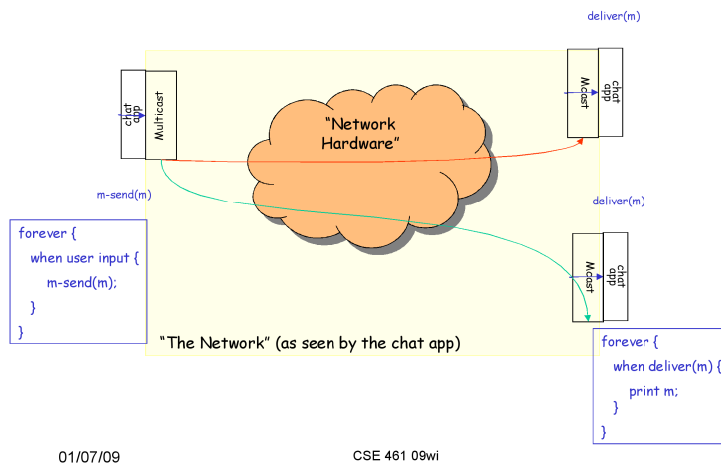 deliver(m)
chat app
Multicast
"Network Hardware"
Mcast
chat app
m-send(m)
deliver(m)
forever {
when user input {
m-send(m);
}
}
Mcast
chat app
"The Network" (as seen by the chat app)
forever {
when deliver(m) {
print m;
}
}
01/07/09
CSE 461 09wi